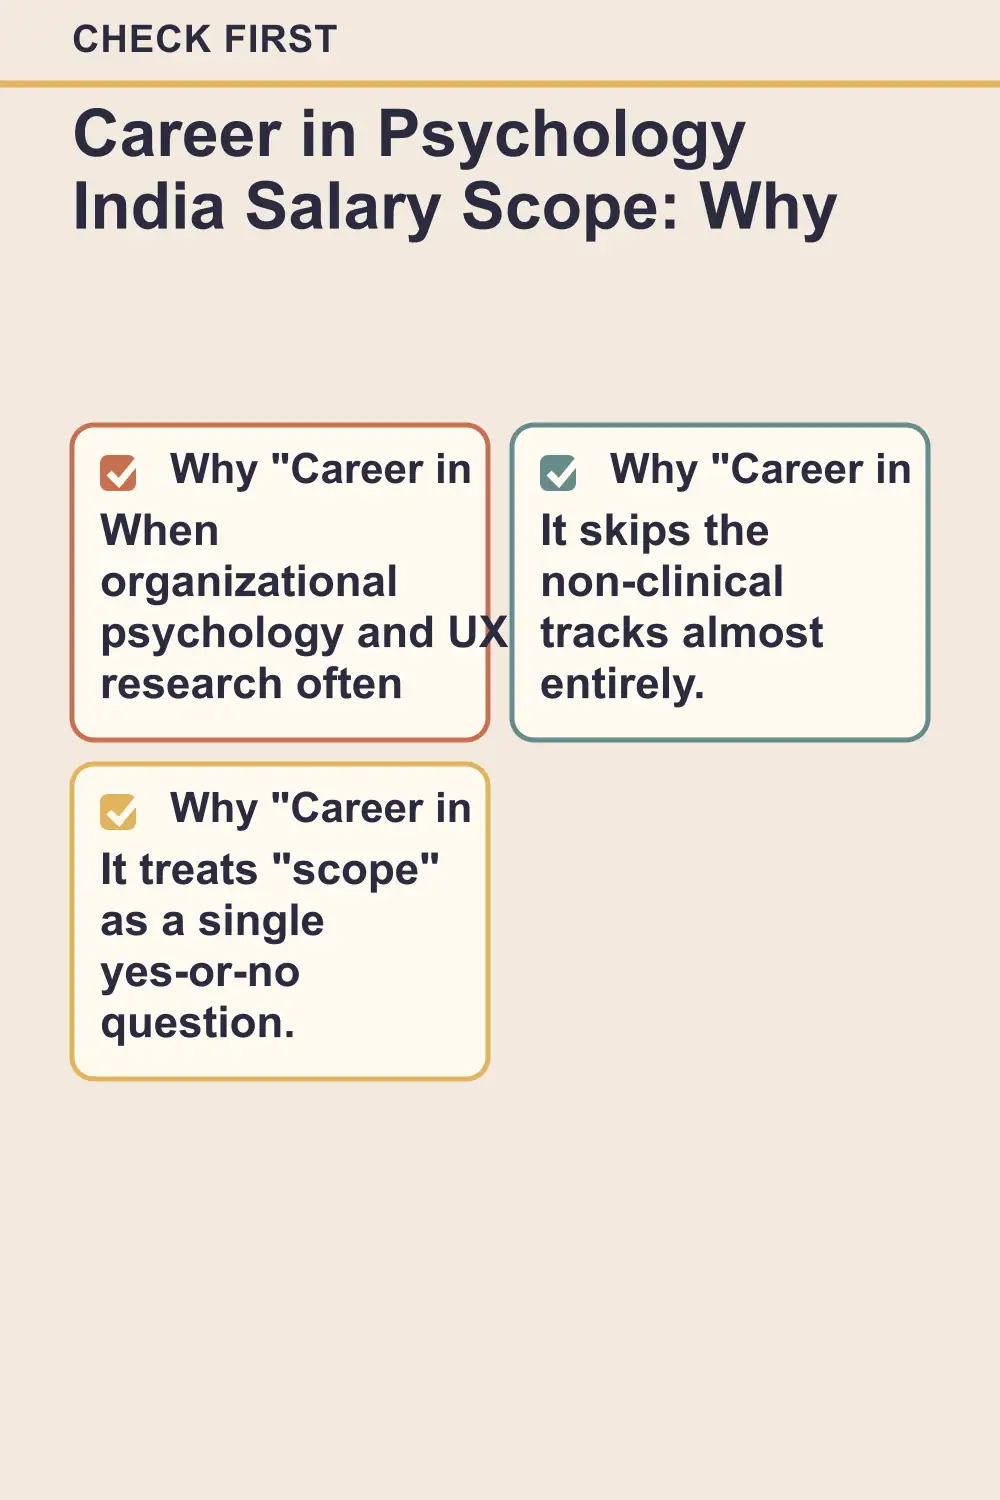 CHECK FIRST
Career in Psychology
India Salary Scope: Why
Why "Career in
When
organizational
psychology and UX
research often
Why "Career in
It skips the
non-clinical
tracks almost
entirely.
Why "Career in
It treats "scope"
as a single
yes-or-no
question.